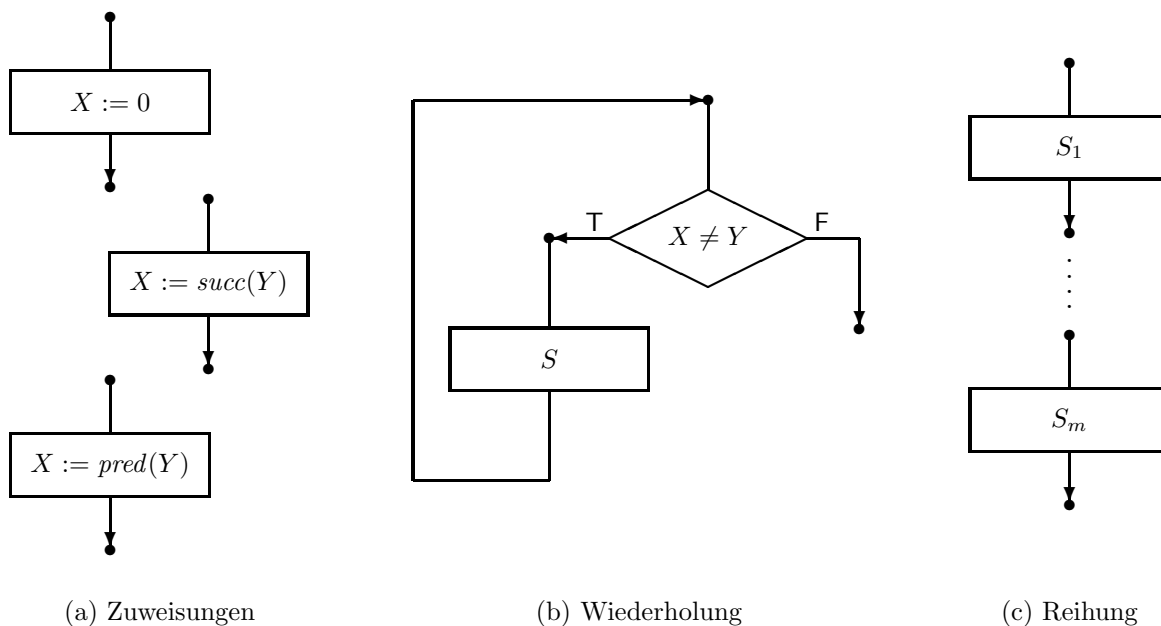 X := 0
X := succ(Y)
X := pred(Y)
(a) Zuweisungen
T
X ≠ Y
F
S
(b) Wiederholung
S₁
Sₘ
(c) Reihung